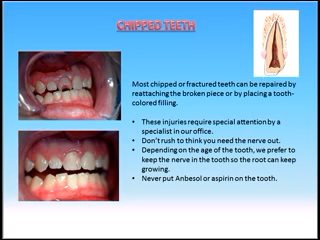 CHIPPED TEETH
Most chipped or fractured teeth can be repaired by
reattaching the broken piece or by placing a tooth-
colored filling.
• These injuries require special attention by a
specialist in our office.
• Don't rush to think you need the nerve out.
• Depending on the age of the tooth, we prefer to
keep the nerve in the tooth so the root can keep
growing.
• Never put Anbesol or aspirin on the tooth.